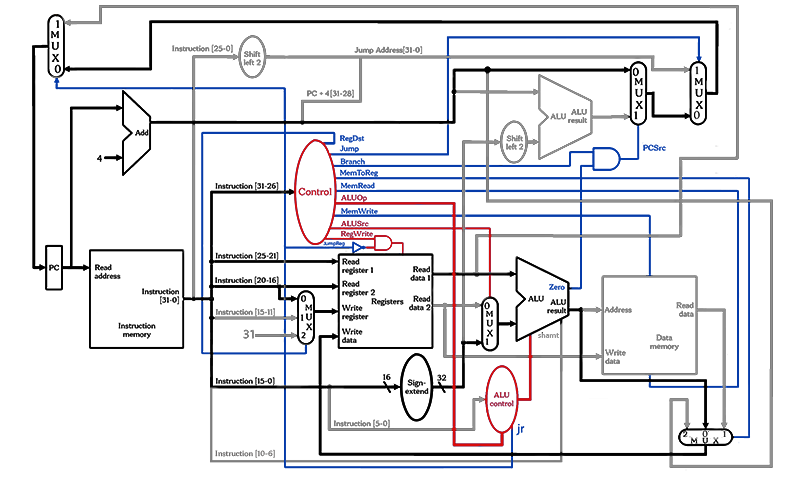 1
M
U
X
0
Instruction [25-0]
Shift
left 2
Jump Address[31-0]
PC + 4[31-28]
Add
4
0
M
U
X
1
1
M
U
X
0
ALU
ALU
result
Shift
left 2
PCSrc
RegDst
Jump
Branch
MemToReg
MemRead
ALUOp
MemWrite
ALUSrc
RegWrite
JumpReg
Control
Instruction [31-26]
PC
Read
address
Instruction
[31-0]
Instruction
memory
Instruction [25-21]
Instruction [20-16]
Instruction [15-11]
31
0
M
U
1
X
2
Read
register 1
Read
register 2
Registers
Write
register
Write
data
Read
data 1
Read
data 2
0
M
U
X
1
Zero
ALU
ALU
result
shamt
Address
Read
data
Data
memory
Write
data
Instruction [15-0]
16
Sign-
extend
32
ALU
control
Instruction [5-0]
jr
Instruction [10-6]
2 0 1
M U X